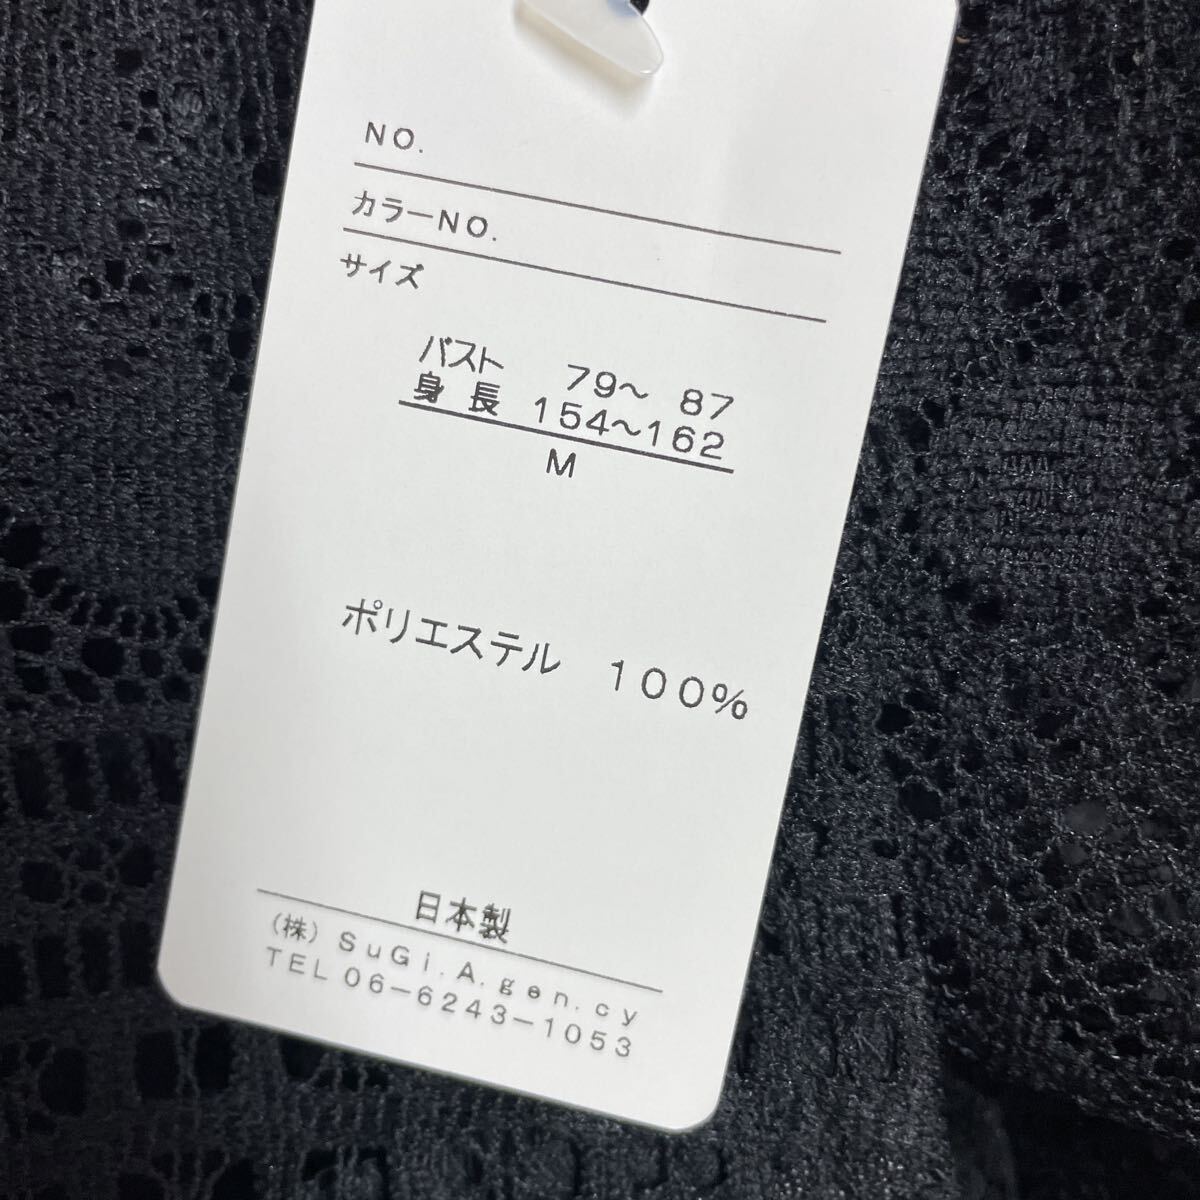 NO.
カラーNO.
サイズ
バスト 79〜 87
身 長 154〜162
M
ポリエステル 100%
日本製
(株) SuGi.A.gen.cy
TEL 06-6243-1053